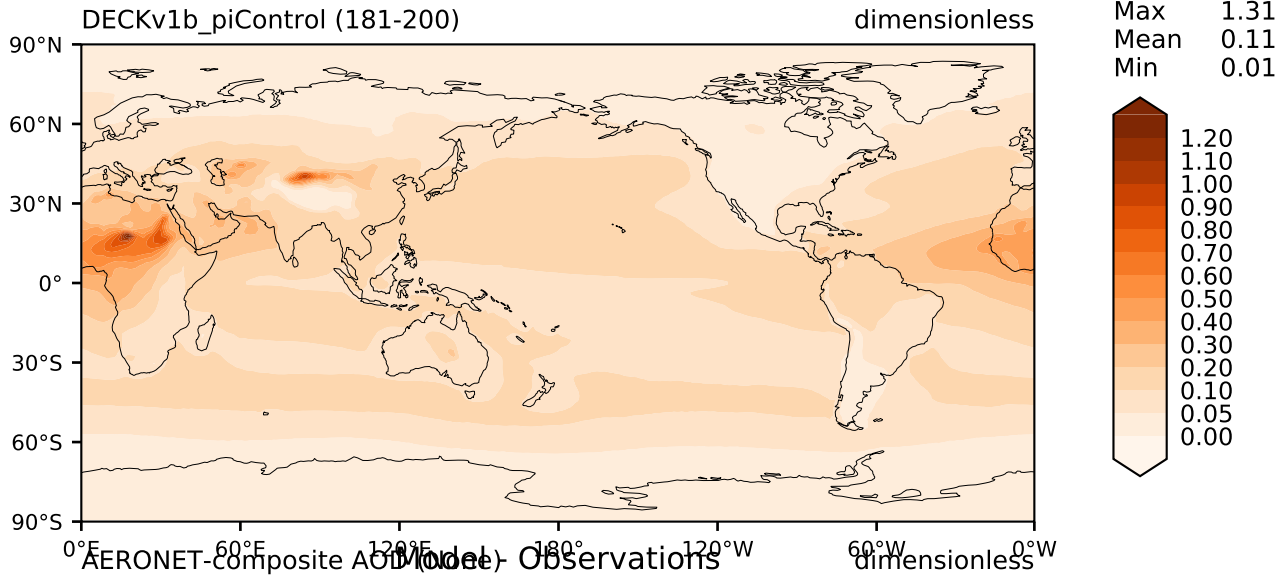 DECKv1b_piControl (181-200) dimensionless
Max 1.31
Mean 0.11
Min 0.01
90°N
60°N
30°N
0°
30°S
60°S
90°S
1.20
1.10
1.00
0.90
0.80
0.70
0.60
0.50
0.40
0.30
0.20
0.10
0.05
0.00
0°E 60°E 120°E 180° 120°W 60°W 0°W
AERONET-composite AOD (None) dimensionless
Model - Observations